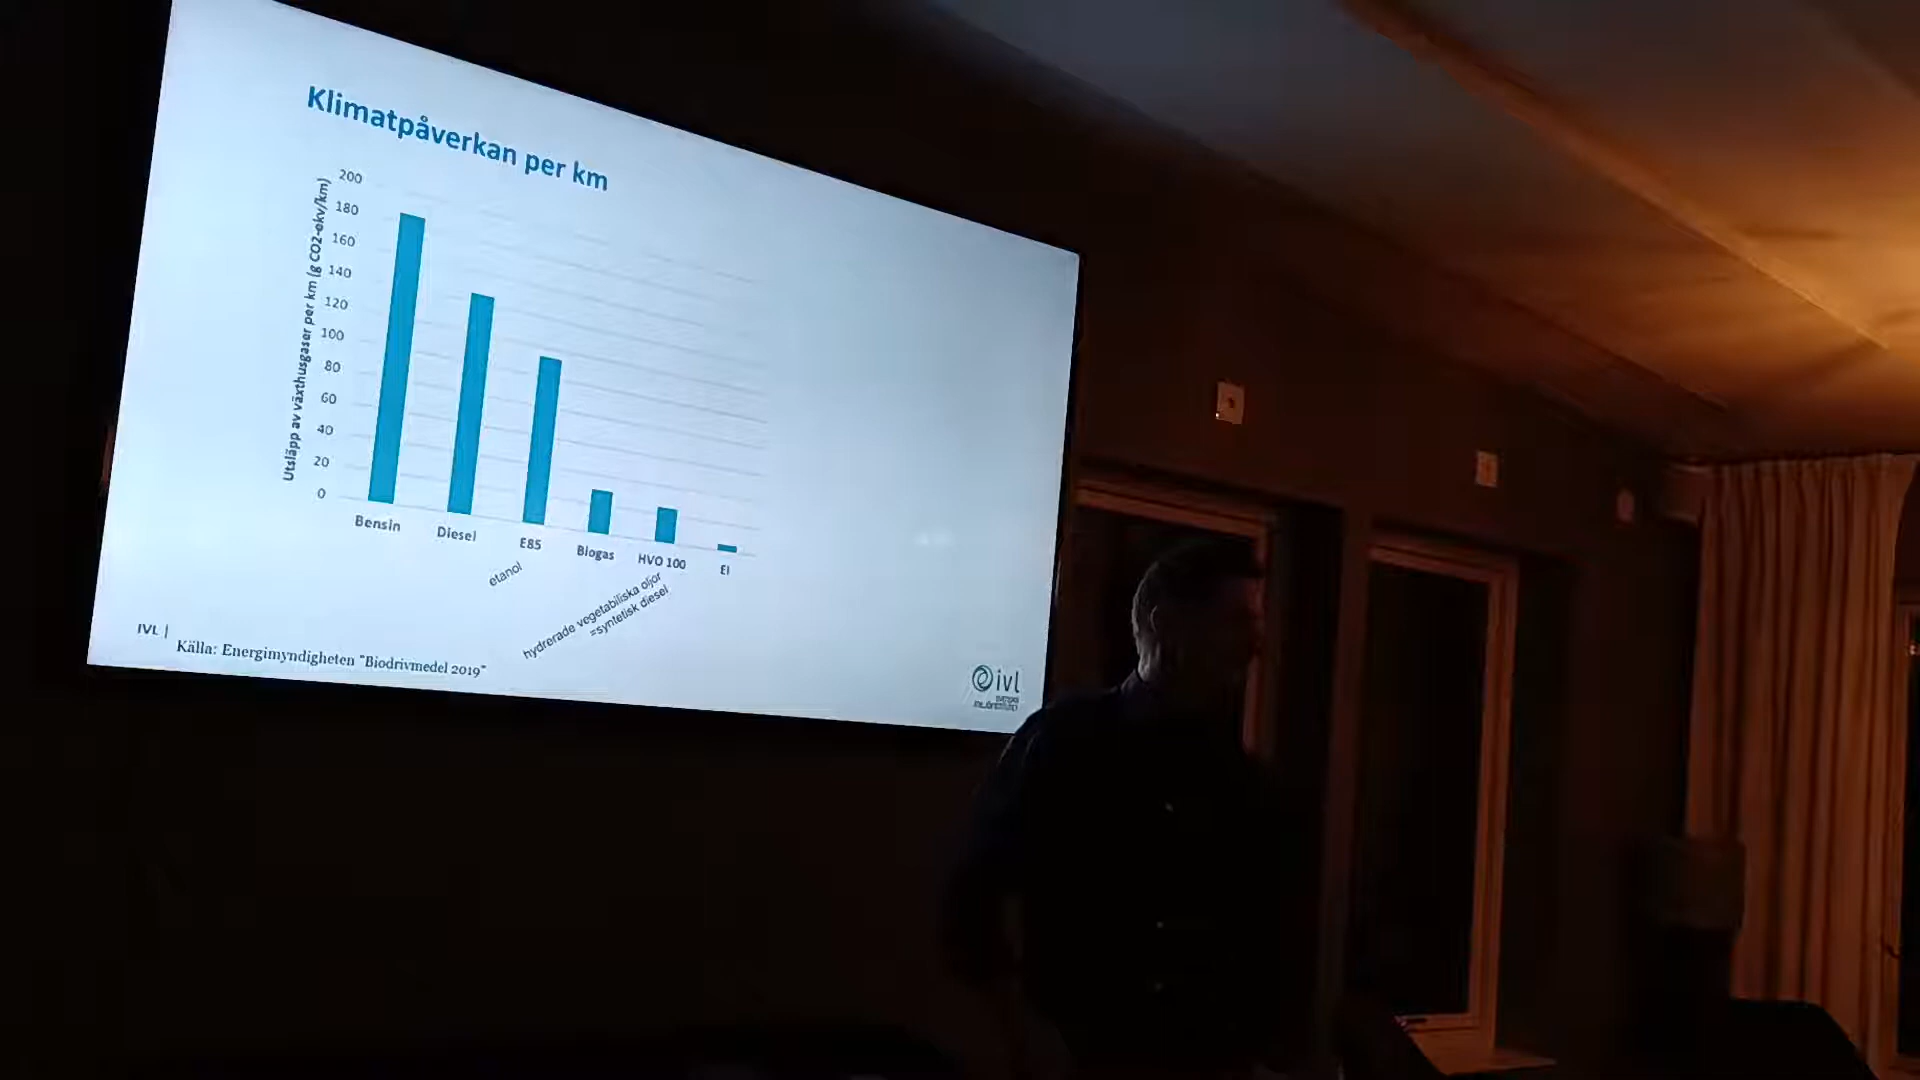 Klimatpåverkan per km
Utsläpp av växthusgaser per km (g CO2-ekv/km)
200
180
160
140
120
100
80
60
40
20
0
Bensin
Diesel
E85
Biogas
HVO 100
El
etanol
hydrerade vegetabiliska oljor
=syntetisk diesel
IVL |
Källa: Energimyndigheten "Biodrivmedel 2019"
ivl